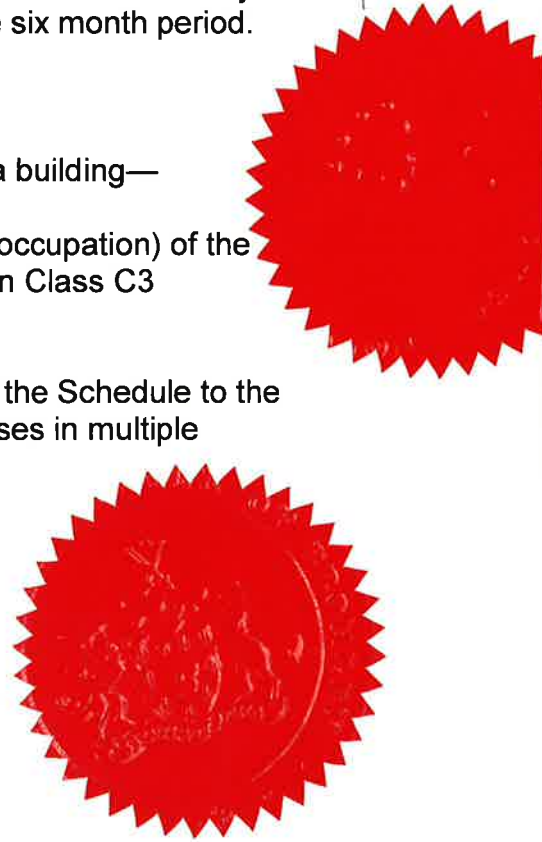 six month period.
a building—
occupation) of the
n Class C3
the Schedule to the
ses in multiple